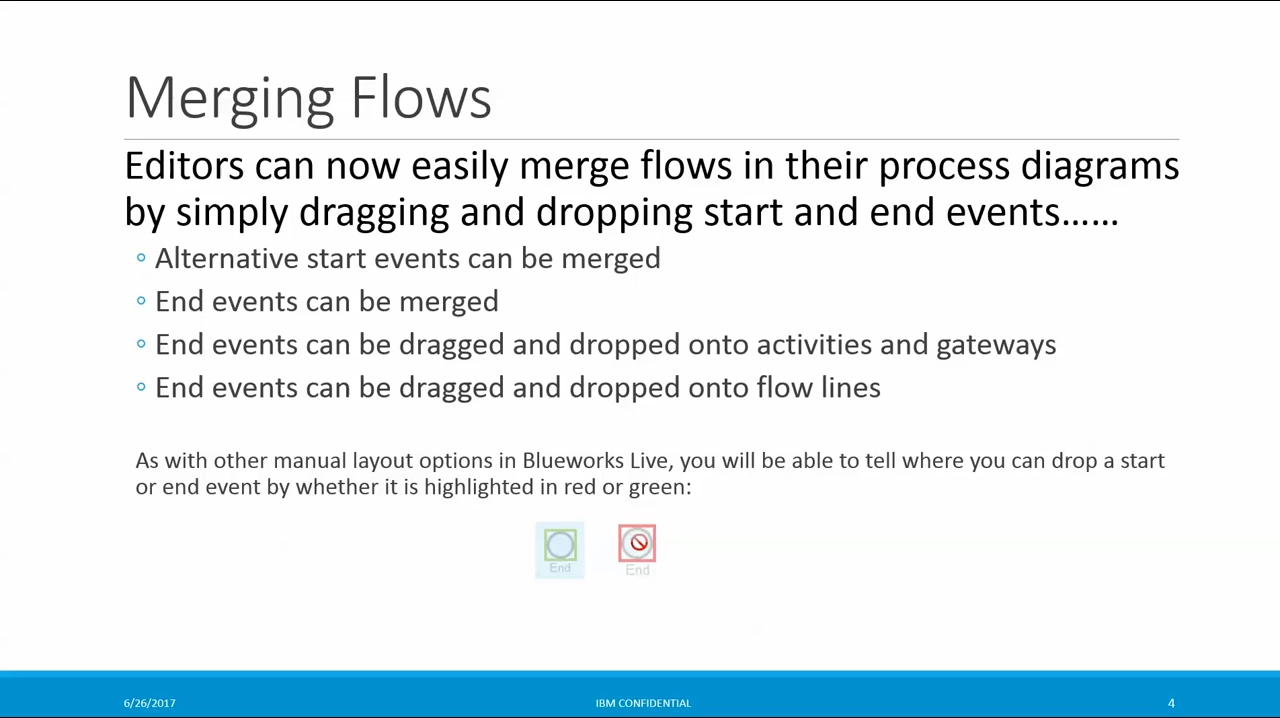 Merging Flows
Editors can now easily merge flows in their process diagrams
by simply dragging and dropping start and end events……
◦ Alternative start events can be merged
◦ End events can be merged
◦ End events can be dragged and dropped onto activities and gateways
◦ End events can be dragged and dropped onto flow lines
As with other manual layout options in Blueworks Live, you will be able to tell where you can drop a start
or end event by whether it is highlighted in red or green:
End End
6/26/2017 IBM CONFIDENTIAL 4